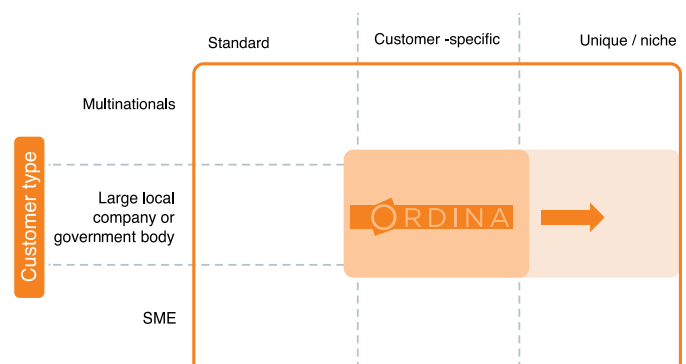 Standard
Customer -specific
Unique / niche
Multinationals
Customer type
Large local
company or
government body
ORDINA
SME